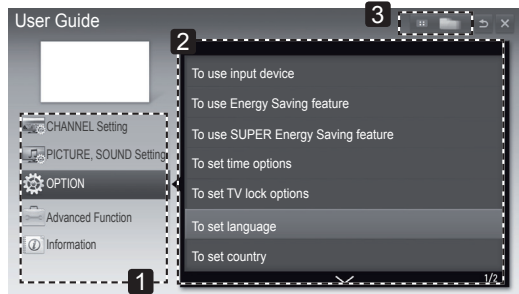 User Guide
3
2
To use input device
To use Energy Saving feature
To use SUPER Energy Saving feature
To set time options
To set TV lock options
To set language
To set country
1/2
CHANNEL Setting
PICTURE, SOUND Setting
OPTION
Advanced Function
Information
1